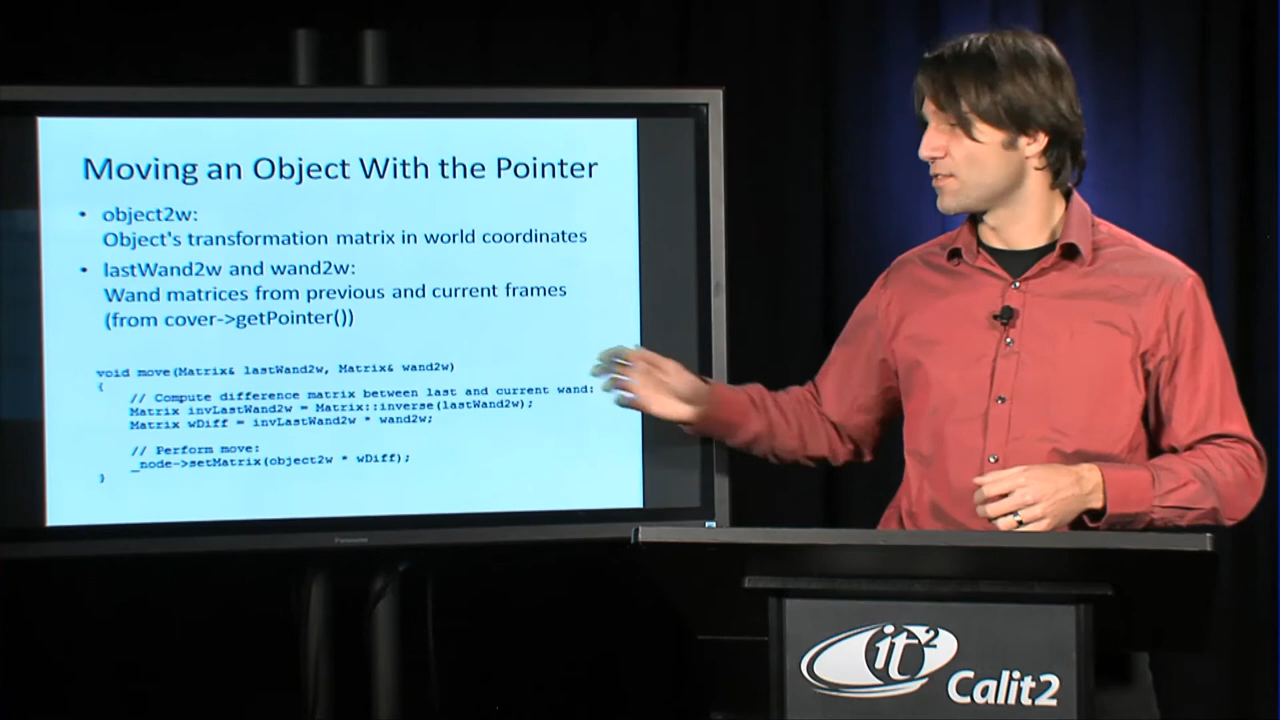 Moving an Object With the Pointer
• object2w:
Object's transformation matrix in world coordinates
• lastWand2w and wand2w:
Wand matrices from previous and current frames
(from cover->getPointer())
void move(Matrix& lastWand2w, Matrix& wand2w)
{
// Compute difference matrix between last and current wand:
Matrix invLastWand2w = Matrix::inverse(lastWand2w);
Matrix wDiff = invLastWand2w * wand2w;
// Perform move:
_node->setMatrix(object2w * wDiff);
}
Panasonic
it2
Calit2